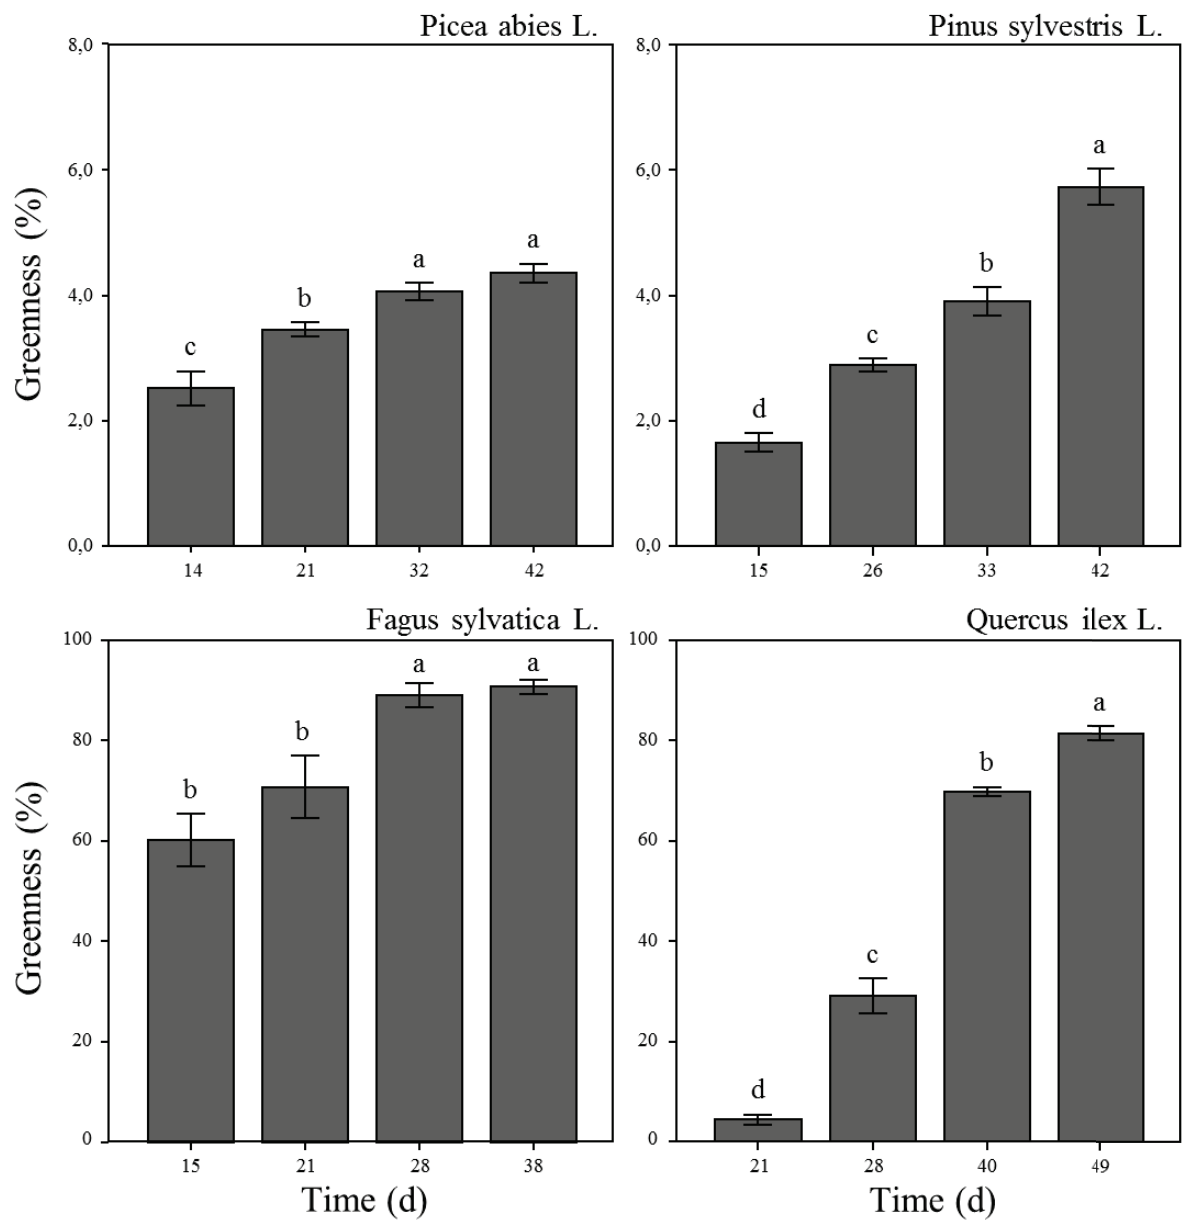 Picea abies L.
8,0
6,0
4,0
2,0
0,0
Greenness (%)
c
b
a
a
14
21
32
42
Pinus sylvestris L.
8,0
6,0
4,0
2,0
0,0
d
c
b
a
15
26
33
42
Fagus sylvatica L.
100
80
60
40
20
0
Greenness (%)
b
b
a
a
15
21
28
38
Time (d)
Quercus ilex L.
100
80
60
40
20
0
d
c
b
a
21
28
40
49
Time (d)